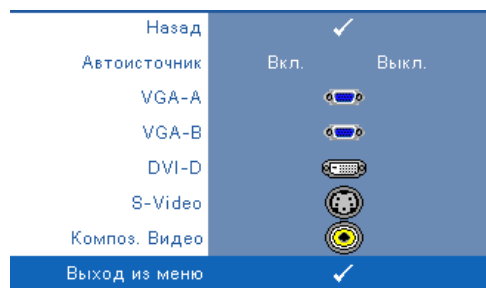 Назад
Автоисточник Вкл. Выкл.
VGA-A
VGA-B
DVI-D
S-Video
Композ. Видео
Выход из меню